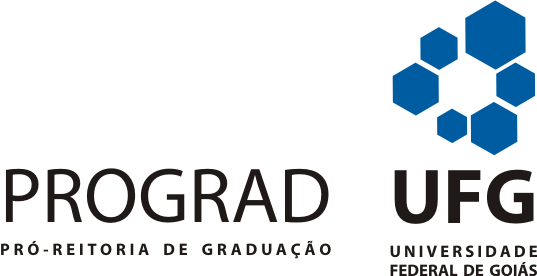 PROGRAD
PRÓ-REITORIA DE GRADUAÇÃO
UFG
UNIVERSIDADE
FEDERAL DE GOIÁS